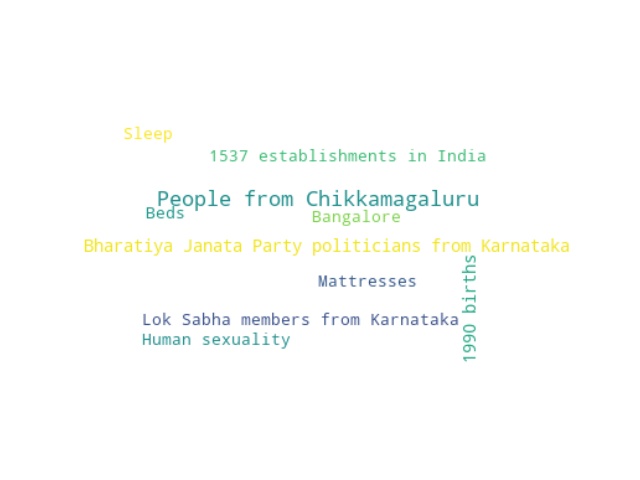 Sleep
1537 establishments in India
People from Chikkamagaluru
Beds
Bangalore
Bharatiya Janata Party politicians from Karnataka
Mattresses
1990 births
Lok Sabha members from Karnataka
Human sexuality